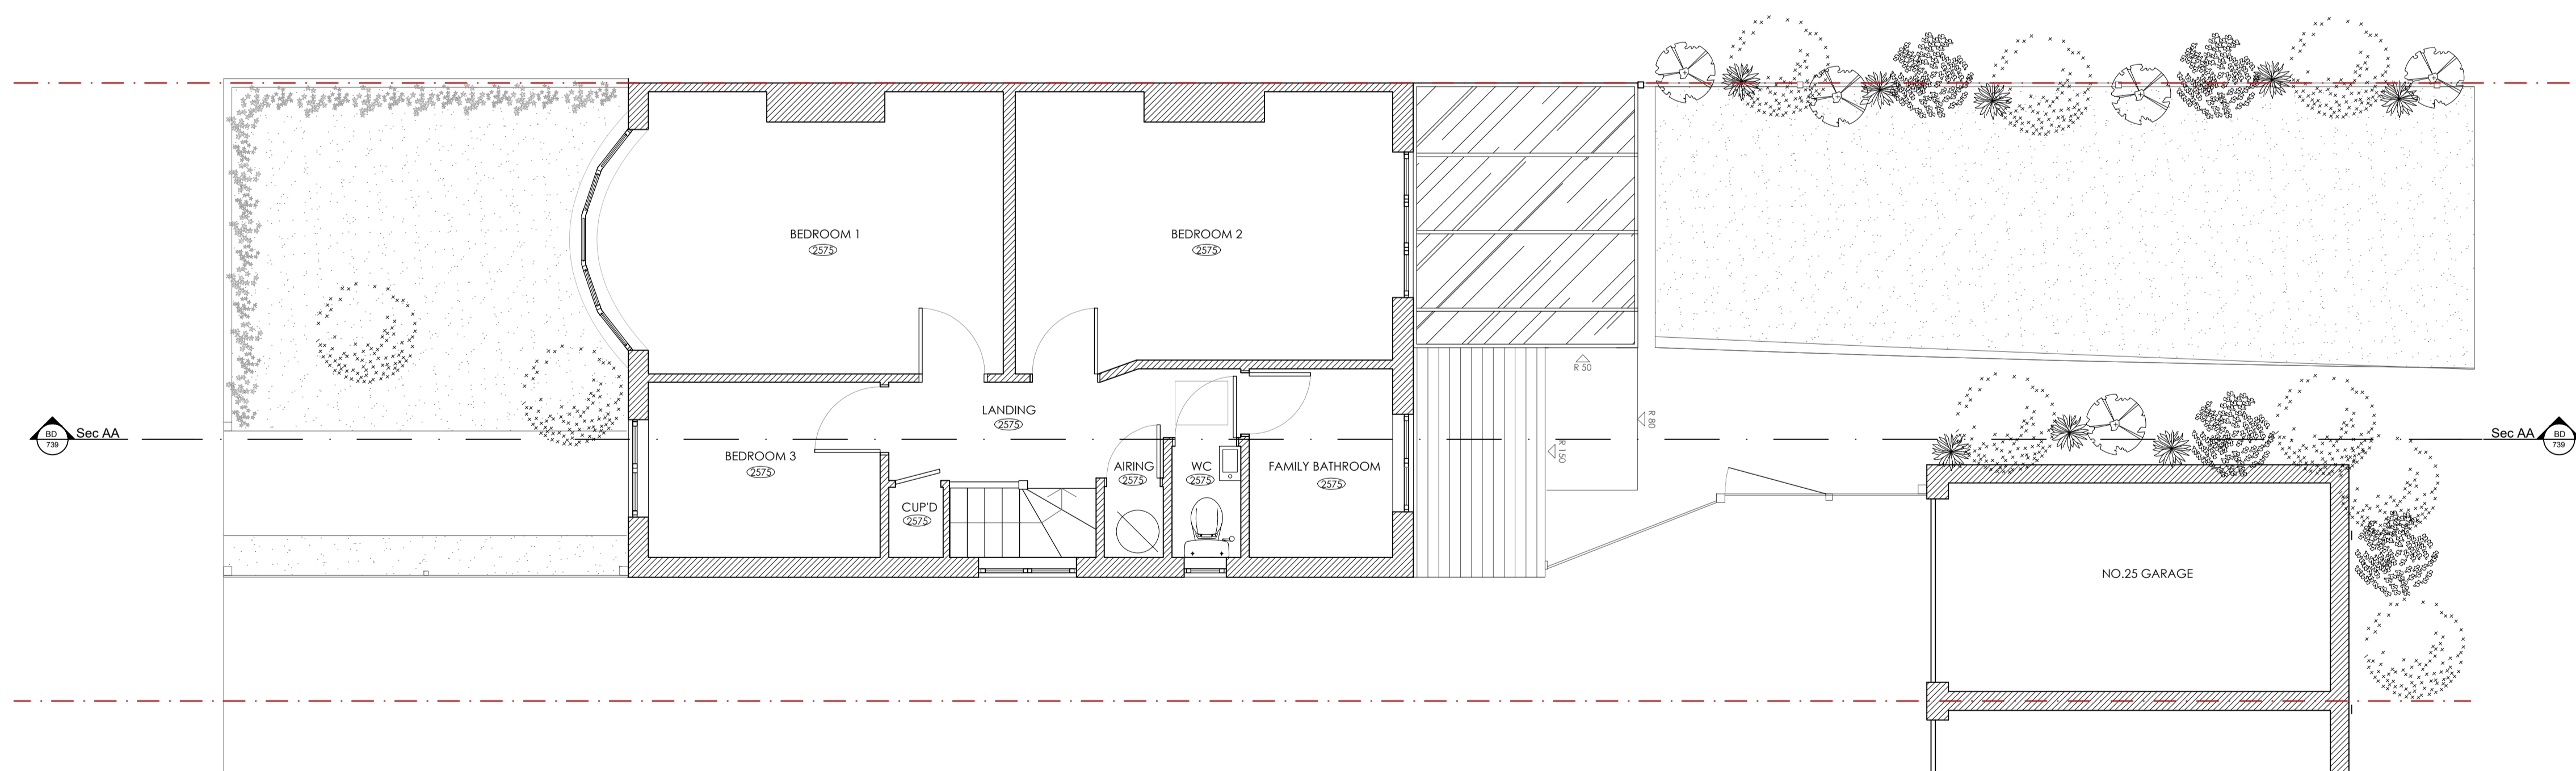 BEDROOM 1
2575
BEDROOM 2
2575
R 50
R 80
R 150
LANDING
2575
BD
739
Sec AA
Sec AA
BD
739
BEDROOM 3
2575
AIRING
2575
WC
2575
FAMILY BATHROOM
2575
CUP'D
2575
NO.25 GARAGE